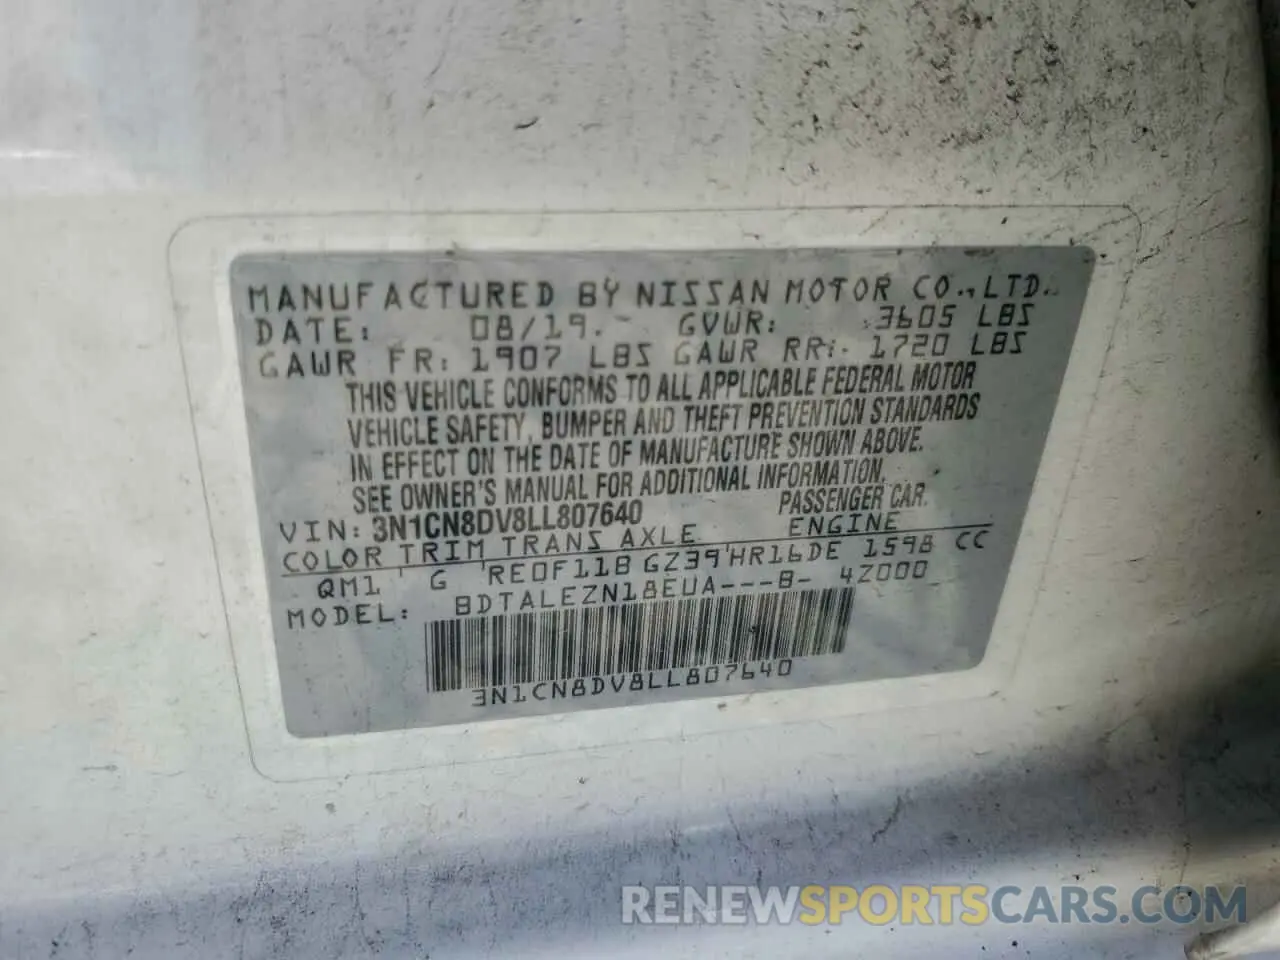 MANUFACTURED BY NISSAN MOTOR CO.,LTD.
DATE: 08/19. GVWR: 3605 LBS
GAWR FR: 1907 LBS GAWR RR: 1720 LBS
THIS VEHICLE CONFORMS TO ALL APPLICABLE FEDERAL MOTOR
VEHICLE SAFETY, BUMPER AND THEFT PREVENTION STANDARDS
IN EFFECT ON THE DATE OF MANUFACTURE SHOWN ABOVE.
SEE OWNER'S MANUAL FOR ADDITIONAL INFORMATION.
VIN: 3N1CN8DV8LL807640 PASSENGER CAR.
COLOR TRIM TRANS AXLE ENGINE
QM1 G RE0F11B GZ39 HR16DE 1598 CC
MODEL: BDTALEZN18EUA---B- 4Z000
3N1CN8DV8LL807640
RENEWSPORTSCARS.COM